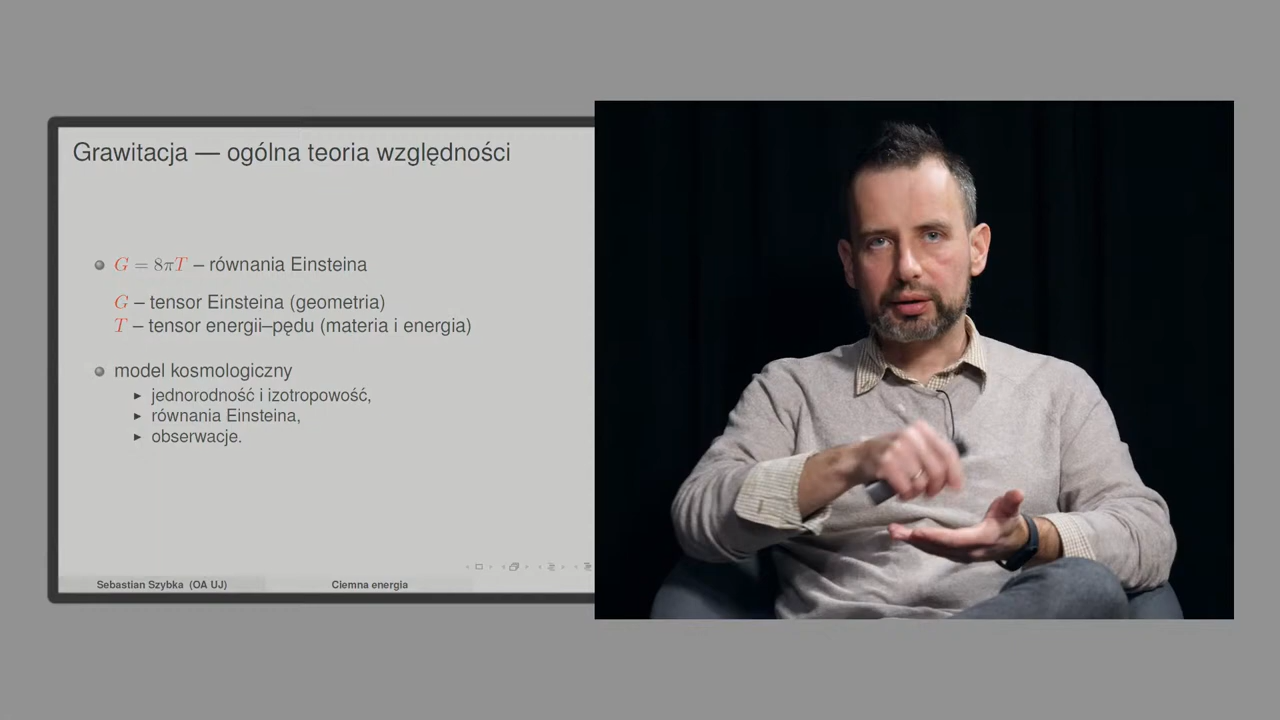 Grawitacja — ogólna teoria względności
G = 8πT – równania Einsteina
G – tensor Einsteina (geometria)
T – tensor energii–pędu (materia i energia)
model kosmologiczny
jednorodność i izotropowość,
równania Einsteina,
obserwacje.
Sebastian Szybka (OA UJ) Ciemna energia